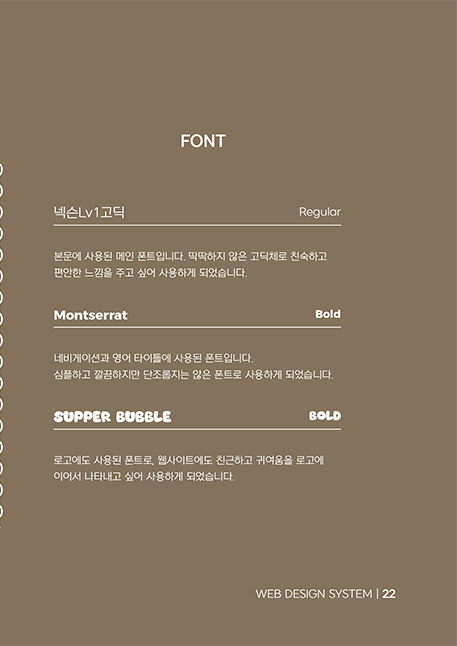 FONT
넥슨Lv1고딕 Regular
본문에 사용된 메인 폰트입니다. 딱딱하지 않은 고딕체로 친숙하고
편안한 느낌을 주고 싶어 사용하게 되었습니다.
Montserrat Bold
네비게이션과 영어 타이틀에 사용된 폰트입니다.
심플하고 깔끔하지만 단조롭지는 않은 폰트로 사용하게 되었습니다.
SUPPER BUBBLE BOLD
로고에도 사용된 폰트로, 웹사이트에도 친근하고 귀여움을 로고에
이어서 나타내고 싶어 사용하게 되었습니다.
WEB DESIGN SYSTEM | 22